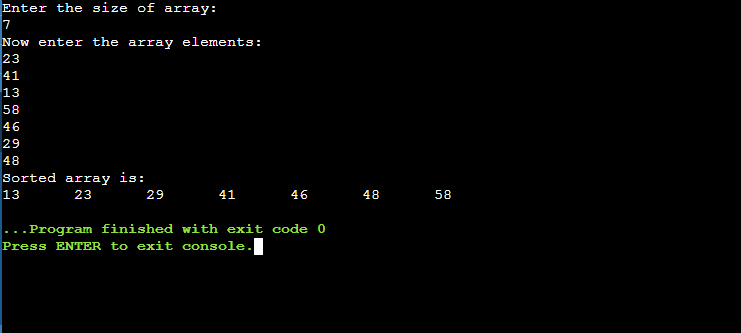 Enter the size of array:
7
Now enter the array elements:
23
41
13
58
46
29
48
Sorted array is:
13 23 29 41 46 48 58
...Program finished with exit code 0
Press ENTER to exit console.